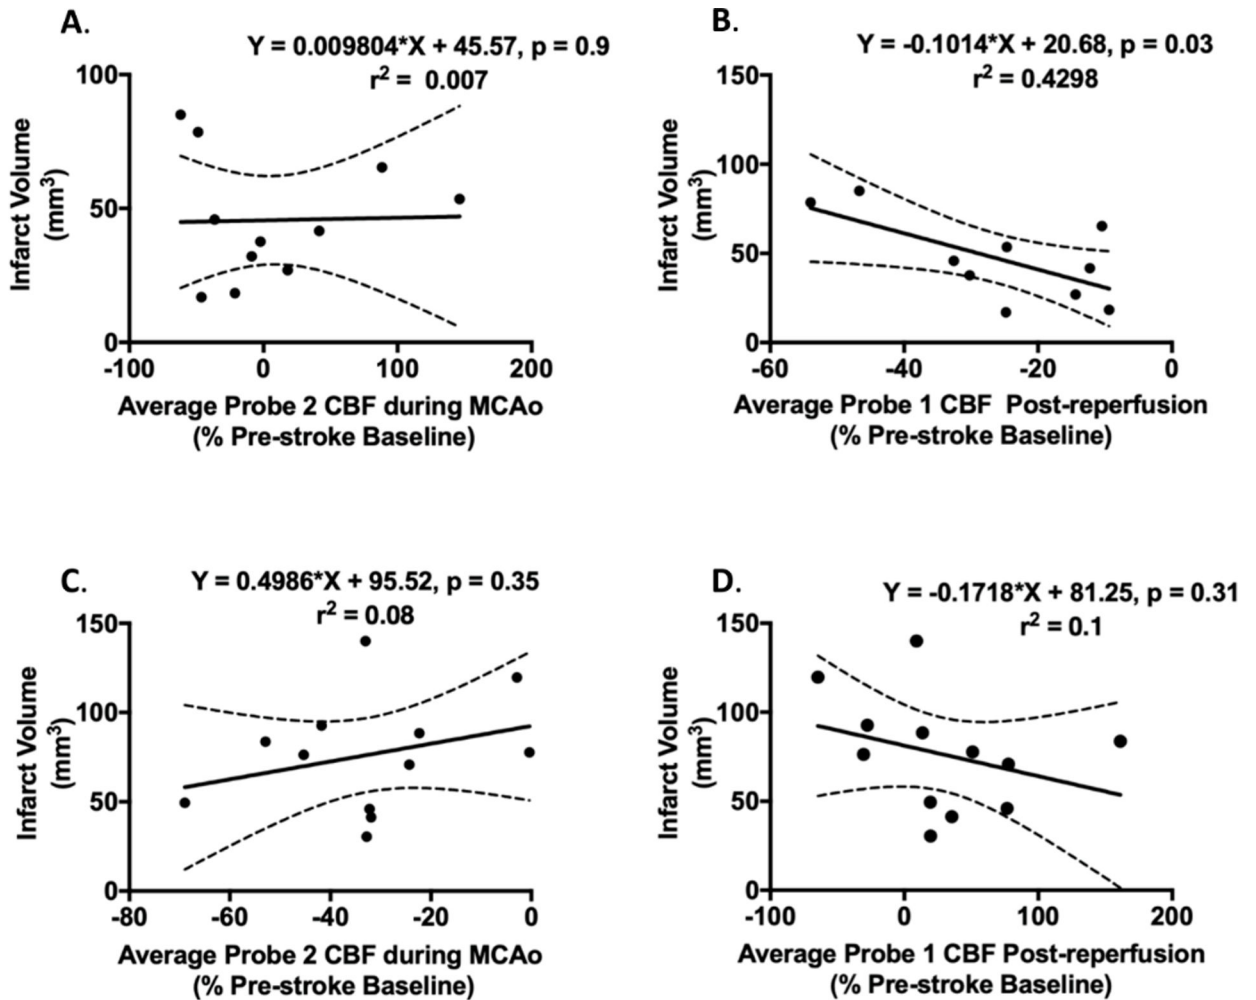 A.
Y = 0.009804*X + 45.57, p = 0.9
r² = 0.007
100
50
0
-100
0
100
200
Infarct Volume
(mm³)
Average Probe 2 CBF during MCAo
(% Pre-stroke Baseline)
B.
Y = -0.1014*X + 20.68, p = 0.03
r² = 0.4298
150
100
50
0
-60
-40
-20
0
Infarct Volume
(mm³)
Average Probe 1 CBF Post-reperfusion
(% Pre-stroke Baseline)
C.
Y = 0.4986*X + 95.52, p = 0.35
r² = 0.08
150
100
50
0
-80
-60
-40
-20
0
Infarct Volume
(mm³)
Average Probe 2 CBF during MCAo
(% Pre-stroke Baseline)
D.
Y = -0.1718*X + 81.25, p = 0.31
r² = 0.1
150
100
50
0
-100
0
100
200
Infarct Volume
(mm³)
Average Probe 1 CBF Post-reperfusion
(% Pre-stroke Baseline)